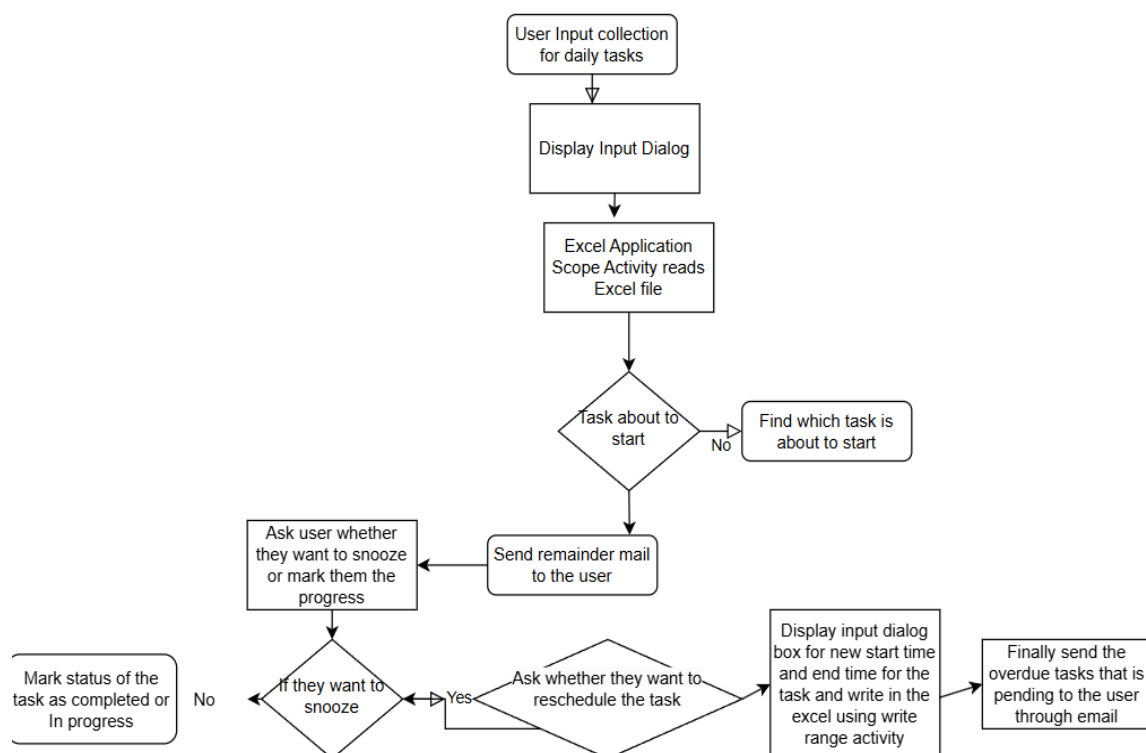 User Input collection
for daily tasks
Display Input Dialog
Excel Application
Scope Activity reads
Excel file
Task about to
start
No
Find which task is
about to start
Send remainder mail
to the user
Ask user whether
they want to snooze
or mark them the
progress
If they want to
snooze
No
Mark status of the
task as completed or
In progress
Yes
Ask whether they want to
reschedule the task
Display input dialog
box for new start time
and end time for the
task and write in the
excel using write
range activity
Finally send the
overdue tasks that is
pending to the user
through email